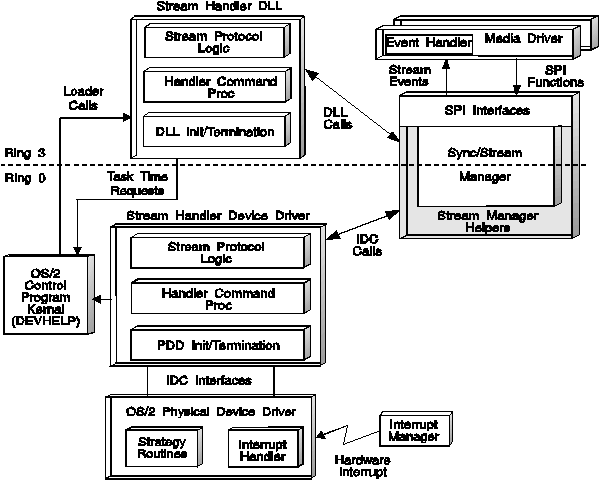 Stream Handler DLL
Stream Protocol
Logic
Handler Command
Proc
DLL Init/Termination
Event Handler
Media Driver
Stream
Events
SPI
Functions
SPI Interfaces
Sync/Stream
Manager
Stream Manager
Helpers
Loader
Calls
DLL
Calls
Ring 3
Ring 0
Task Time
Requests
Stream Handler Device Driver
Stream Protocol
Logic
Handler Command
Proc
PDD Init/Termination
IDC
Calls
OS/2
Control
Program
Kernel
(DEVHELP)
IDC Interfaces
OS/2 Physical Device Driver
Strategy
Routines
Interrupt
Handler
Interrupt
Manager
Hardware
Interrupt